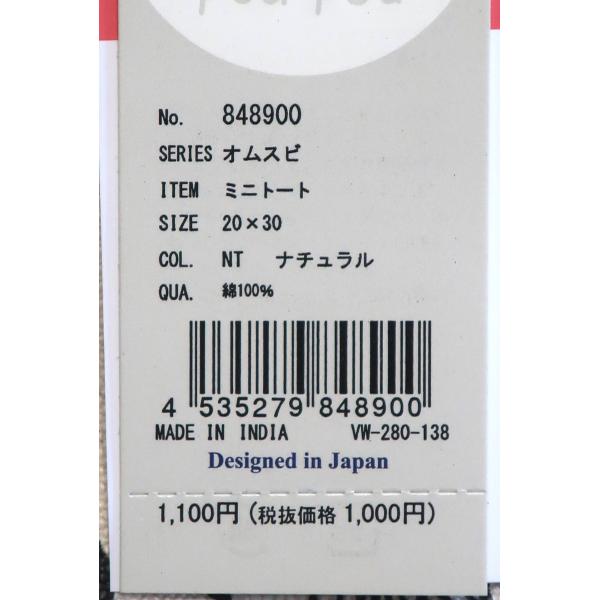 No. 848900
SERIES オムスビ
ITEM ミニトート
SIZE 20×30
COL. NT ナチュラル
QUA. 綿100%
4 535279 848900
MADE IN INDIA VW-280-138
Designed in Japan
1,100円 (税抜価格 1,000円)